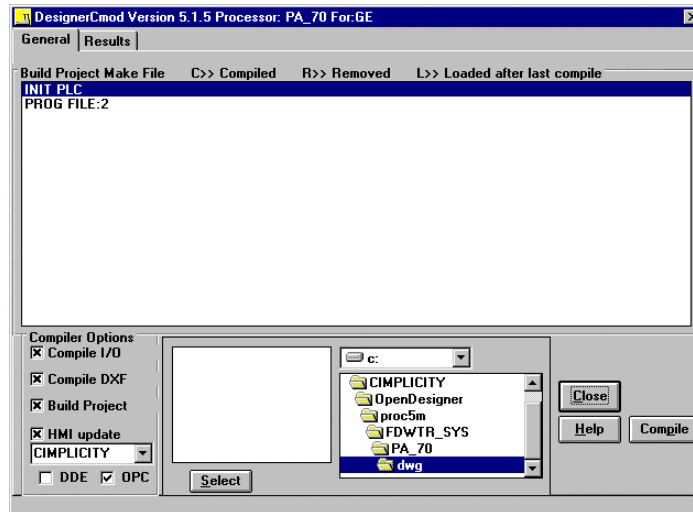 DesignerCmod Version 5.1.5 Processor: PA_70 For:GE
General Results
Build Project Make File C>> Compiled R>> Removed L>> Loaded after last compile
INIT PLC
PROG FILE:2
Compiler Options
Compile I/O
Compile DXF
Build Project
HMI update
CIMPLICITY
DDE OPC
Select
c:
CIMPLICITY
OpenDesigner
proc5m
FDWTR_SYS
PA_70
dwg
Close
Help Compile